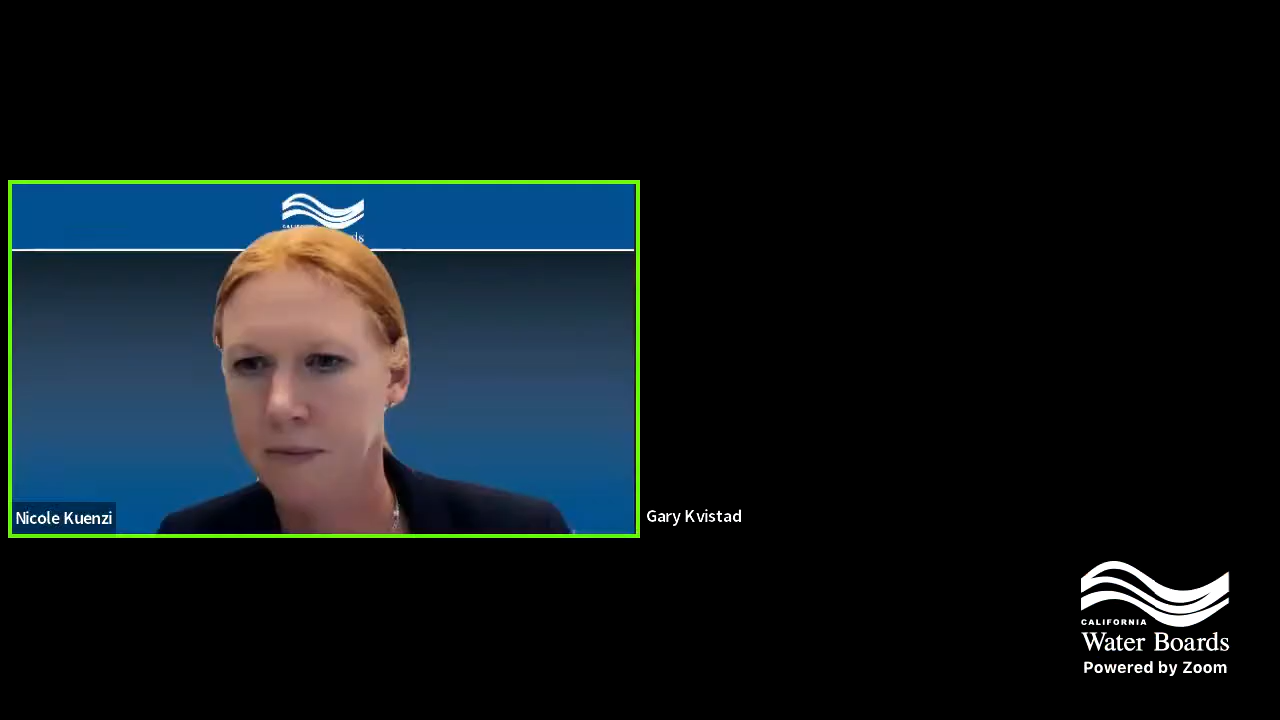 Nicole Kuenzi
Gary Kvistad
CALIFORNIA
Water Boards
Powered by Zoom